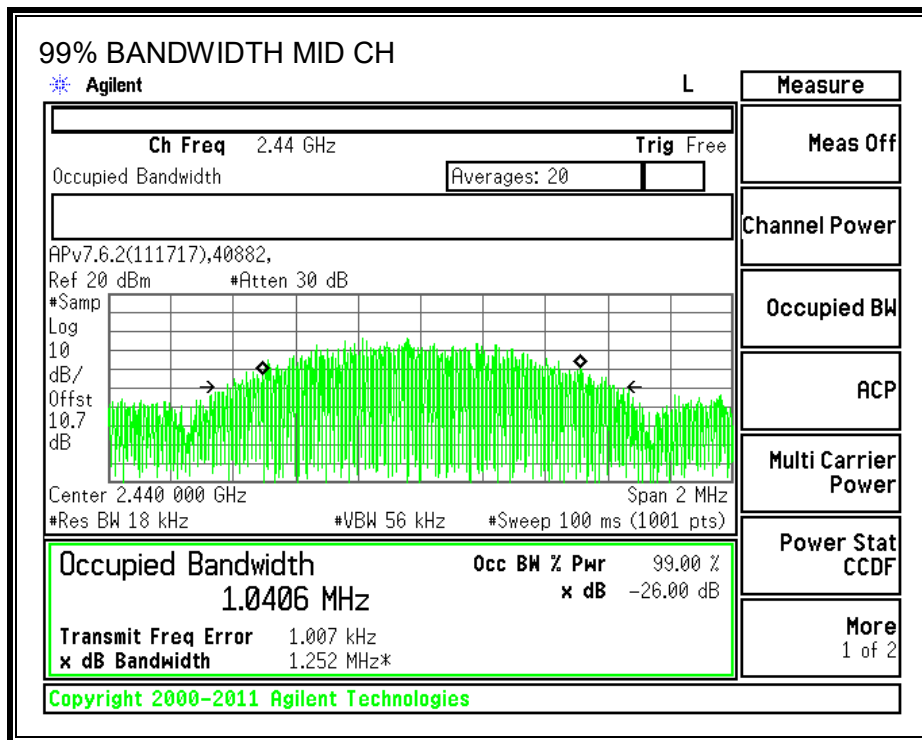 99% BANDWIDTH MID CH
Agilent
L
Measure
Ch Freq 2.44 GHz
Trig Free
Meas Off
Occupied Bandwidth
Averages: 20
Channel Power
APv7.6.2(111717),40882,
Ref 20 dBm #Atten 30 dB
#Samp
Log
10
dB/
Offst
10.7
dB
Occupied BW
ACP
Multi Carrier
Power
Center 2.440 000 GHz Span 2 MHz
#Res BW 18 kHz #VBW 56 kHz #Sweep 100 ms (1001 pts)
Power Stat
CCDF
Occupied Bandwidth
1.0406 MHz
Occ BW % Pwr 99.00 %
x dB -26.00 dB
Transmit Freq Error 1.007 kHz
x dB Bandwidth 1.252 MHz*
More
1 of 2
Copyright 2000-2011 Agilent Technologies